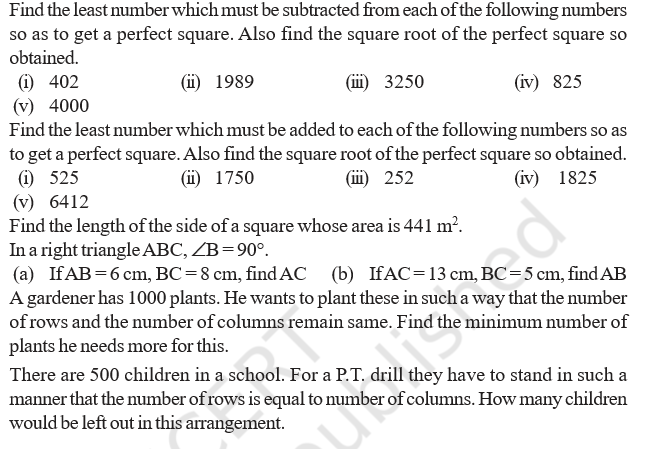 Find the least number which must be subtracted from each of the following numbers
so as to get a perfect square. Also find the square root of the perfect square so
obtained.
(i) 402 (ii) 1989 (iii) 3250 (iv) 825
(v) 4000
Find the least number which must be added to each of the following numbers so as
to get a perfect square. Also find the square root of the perfect square so obtained.
(i) 525 (ii) 1750 (iii) 252 (iv) 1825
(v) 6412
Find the length of the side of a square whose area is 441 m².
In a right triangle ABC, ∠B = 90°.
(a) If AB = 6 cm, BC = 8 cm, find AC (b) If AC = 13 cm, BC = 5 cm, find AB
A gardener has 1000 plants. He wants to plant these in such a way that the number
of rows and the number of columns remain same. Find the minimum number of
plants he needs more for this.
There are 500 children in a school. For a P.T. drill they have to stand in such a
manner that the number of rows is equal to number of columns. How many children
would be left out in this arrangement.